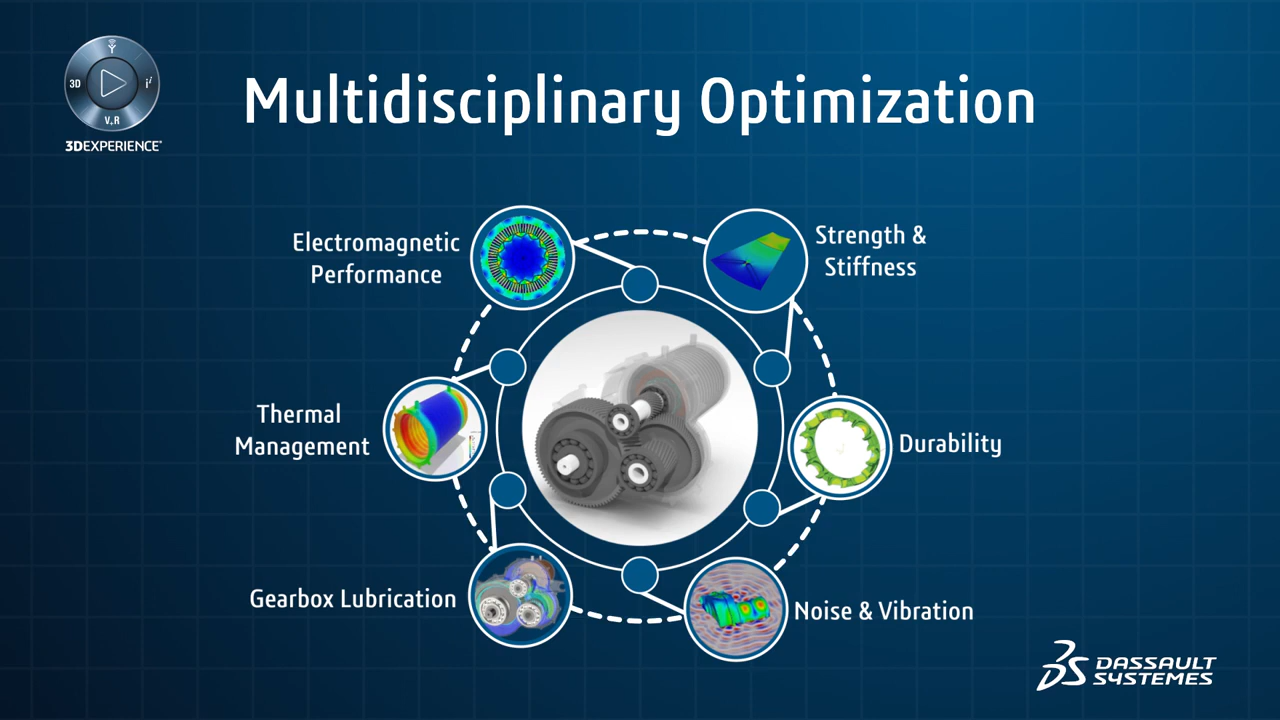 3D
i i
V,R
3DEXPERIENCE
Multidisciplinary Optimization
Electromagnetic
Performance
Strength &
Stiffness
Thermal
Management
Durability
Gearbox Lubrication
Noise & Vibration
DASSAULT
SYSTEMES